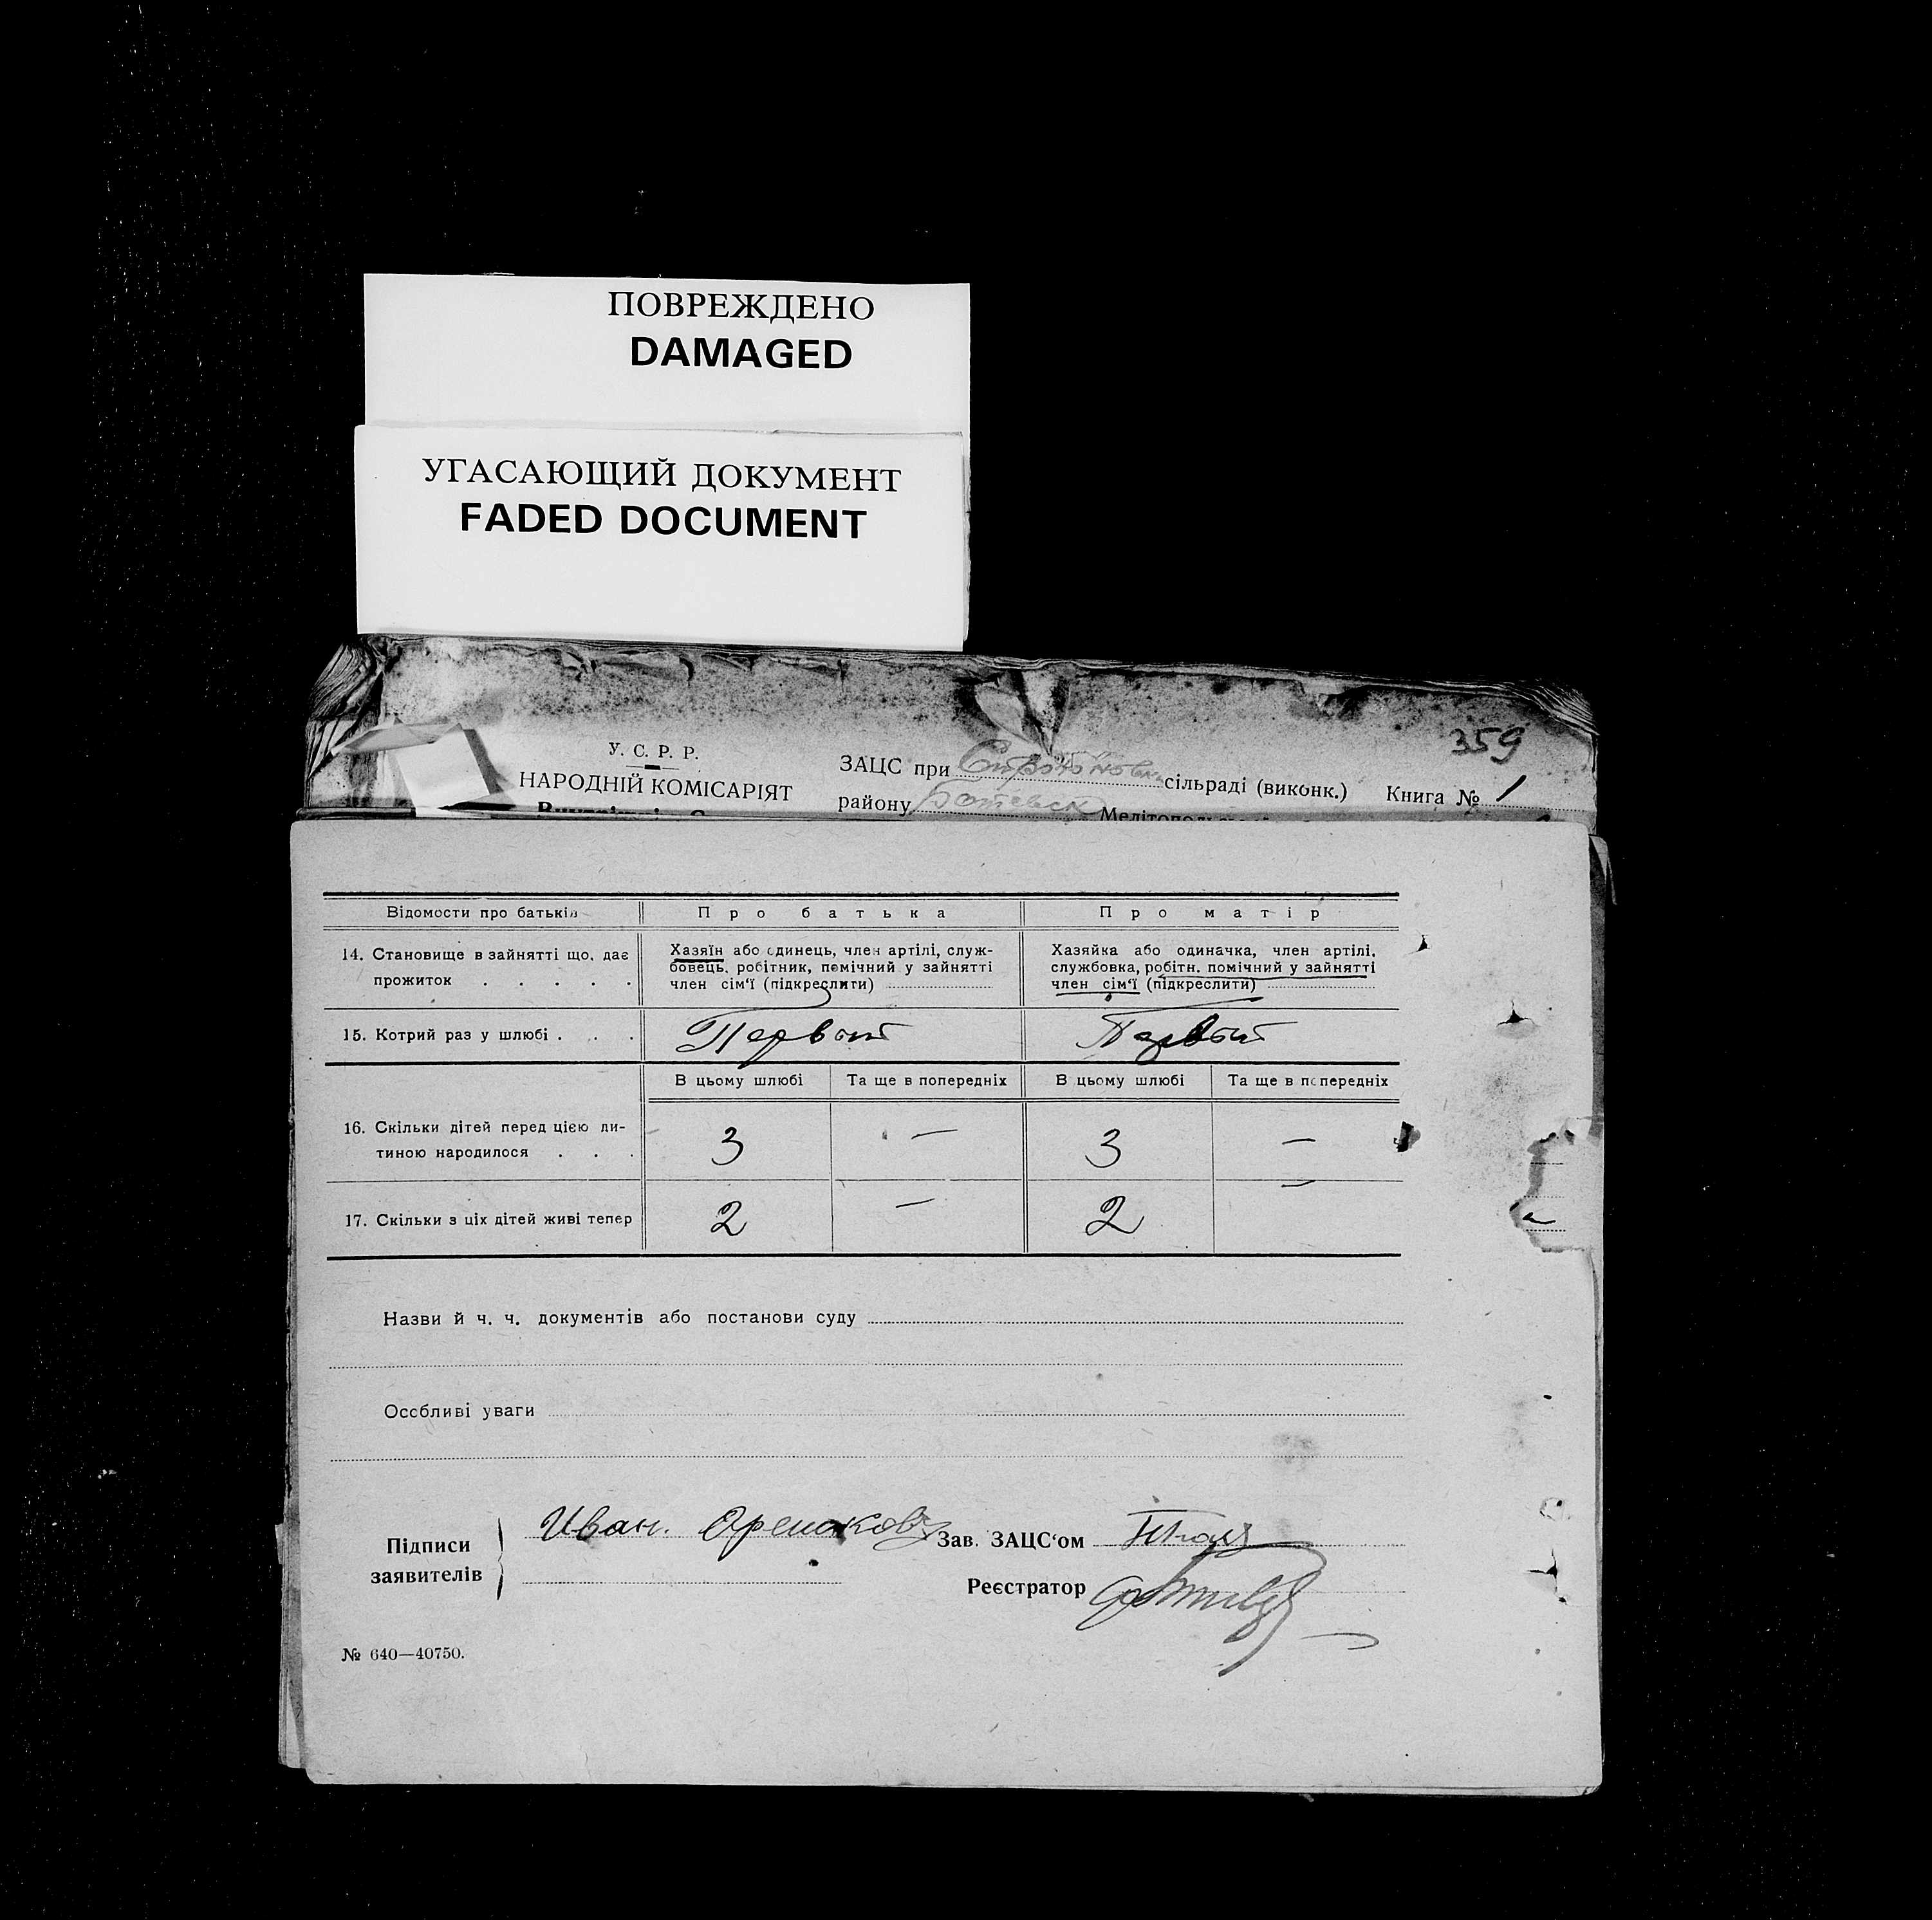 ПОВРЕЖДЕНО
DAMAGED
УГАСАЮЩИЙ ДОКУМЕНТ
FADED DOCUMENT
359
У. С. Р. Р.
НАРОДНІЙ КОМІСАРІЯТ
ЗАЦС при сільраді (виконк.) Книга № 1
району
Відомости про батьків Про батька Про матір
14. Становище в зайнятті що, дає прожиток . . . . .
Хазяїн або одинець, член артілі, служ-
бовець, робітник, помічний у зайнятті
член сім'ї (підкреслити)
Хазяйка або одиначка, член артілі,
службовка, робітн. помічний у зайнятті
член сім'ї (підкреслити)
15. Котрий раз у шлюбі . . . Первый Первый
В цьому шлюбі Та ще в попередніх В цьому шлюбі Та ще в попередніх
16. Скільки дітей перед цією ди-
тиною народилося . . . 3 — 3 —
17. Скільки з ціх дітей живі тепер 2 — 2 —
Назви й ч. ч. документів або постанови суду
Особливі уваги
Підписи
заявителів
Иван.
Зав. ЗАЦС'ом
Реєстратор
№ 640—40750.